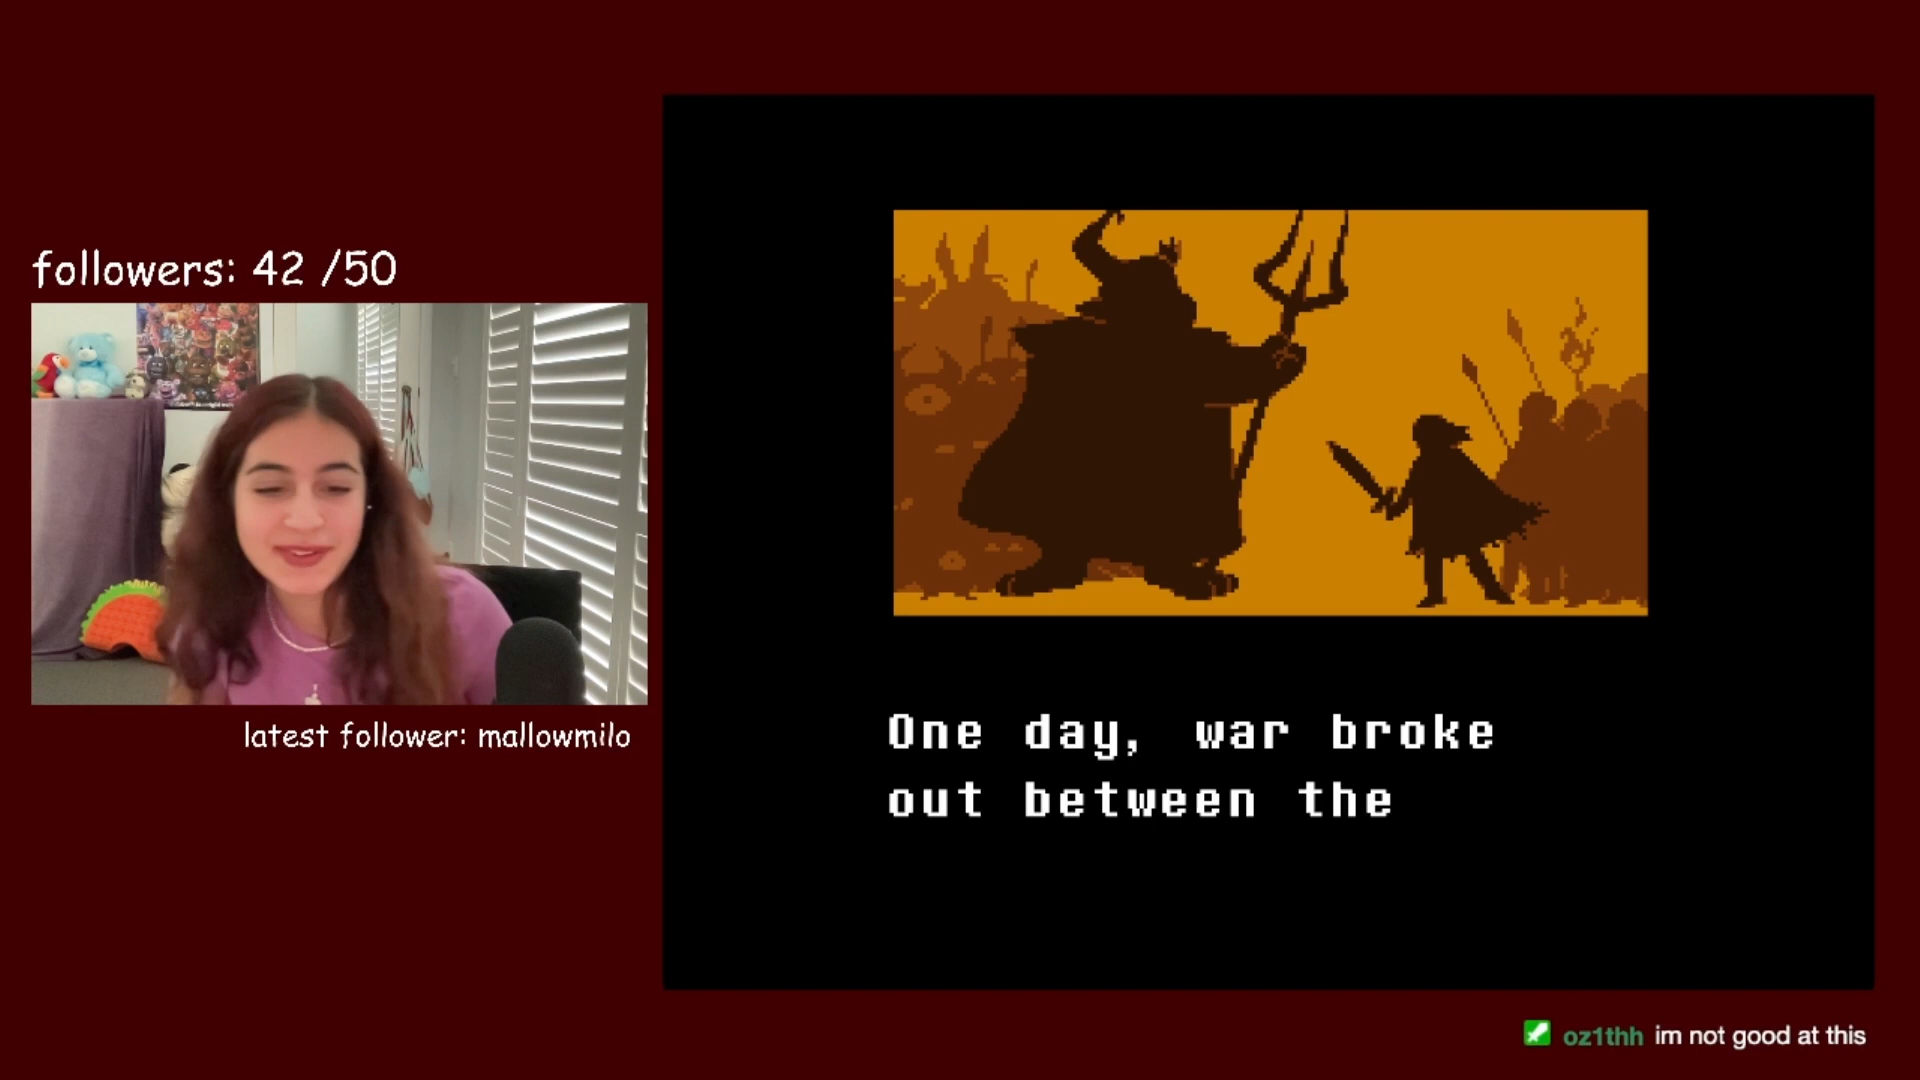 followers: 42 /50
latest follower: mallowmilo
One day, war broke
out between the
oz1thh im not good at this